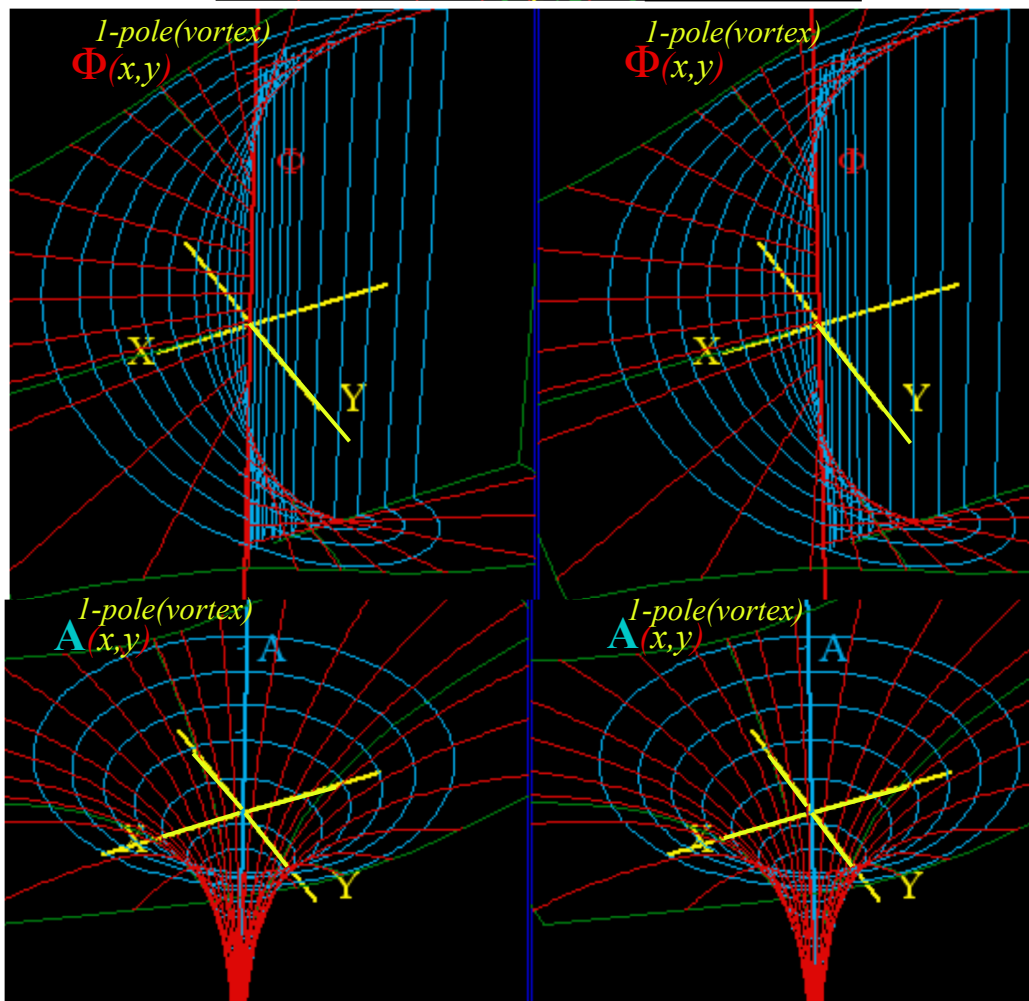 1-pole(vortex)
Φ(x,y)
Φ
X
Y
1-pole(vortex)
Φ(x,y)
Φ
X
Y
1-pole(vortex)
A(x,y)
A
X
Y
1-pole(vortex)
A(x,y)
A
X
Y